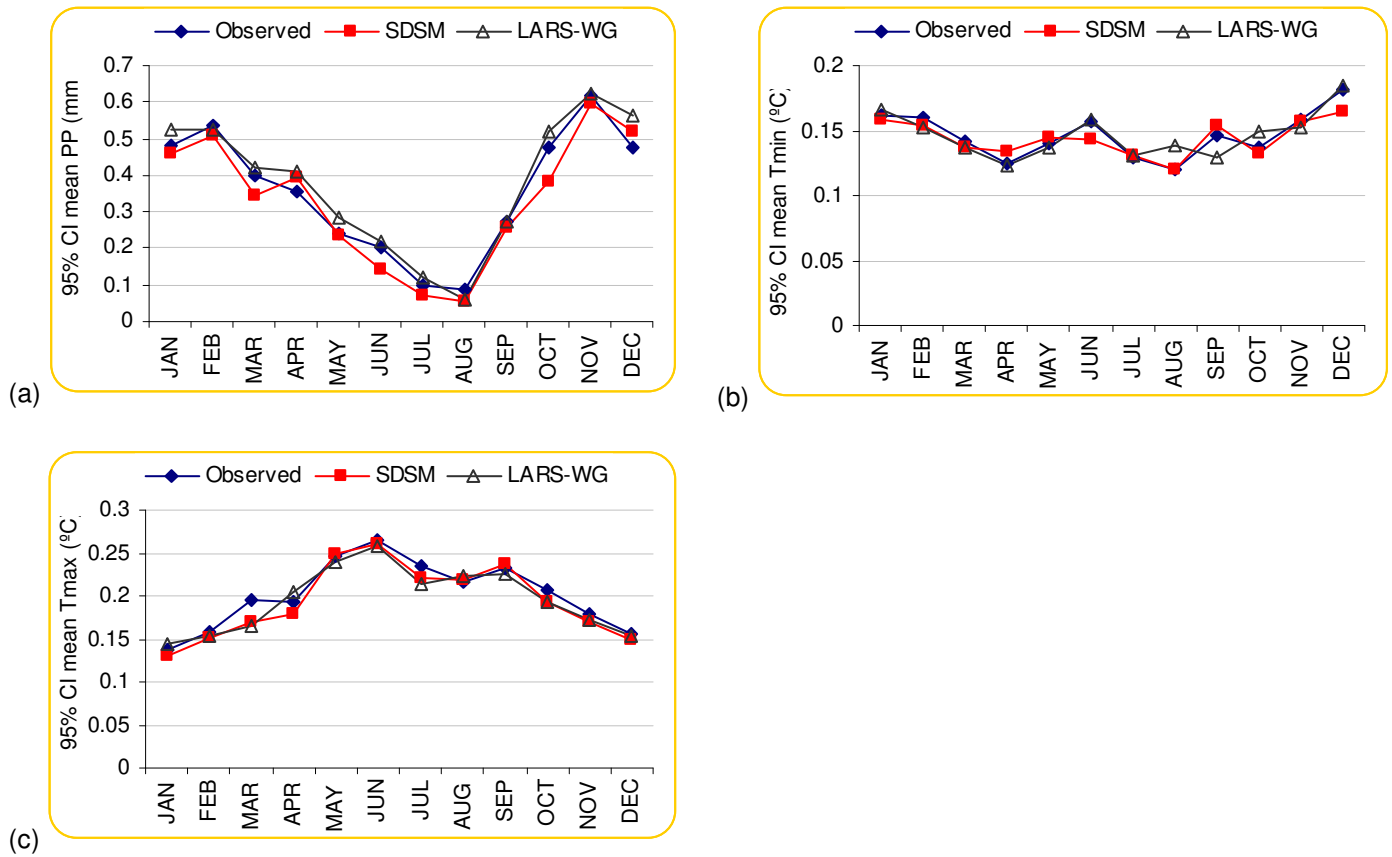 Observed SDSM LARS-WG
95% CI mean PP (mm
0.7
0.6
0.5
0.4
0.3
0.2
0.1
0
JAN FEB MAR APR MAY JUN JUL AUG SEP OCT NOV DEC
(a)
Observed SDSM LARS-WG
95% CI mean Tmin (ºC)
0.2
0.15
0.1
0.05
0
JAN FEB MAR APR MAY JUN JUL AUG SEP OCT NOV DEC
(b)
Observed SDSM LARS-WG
95% CI mean Tmax (ºC)
0.3
0.25
0.2
0.15
0.1
0.05
0
JAN FEB MAR APR MAY JUN JUL AUG SEP OCT NOV DEC
(c)